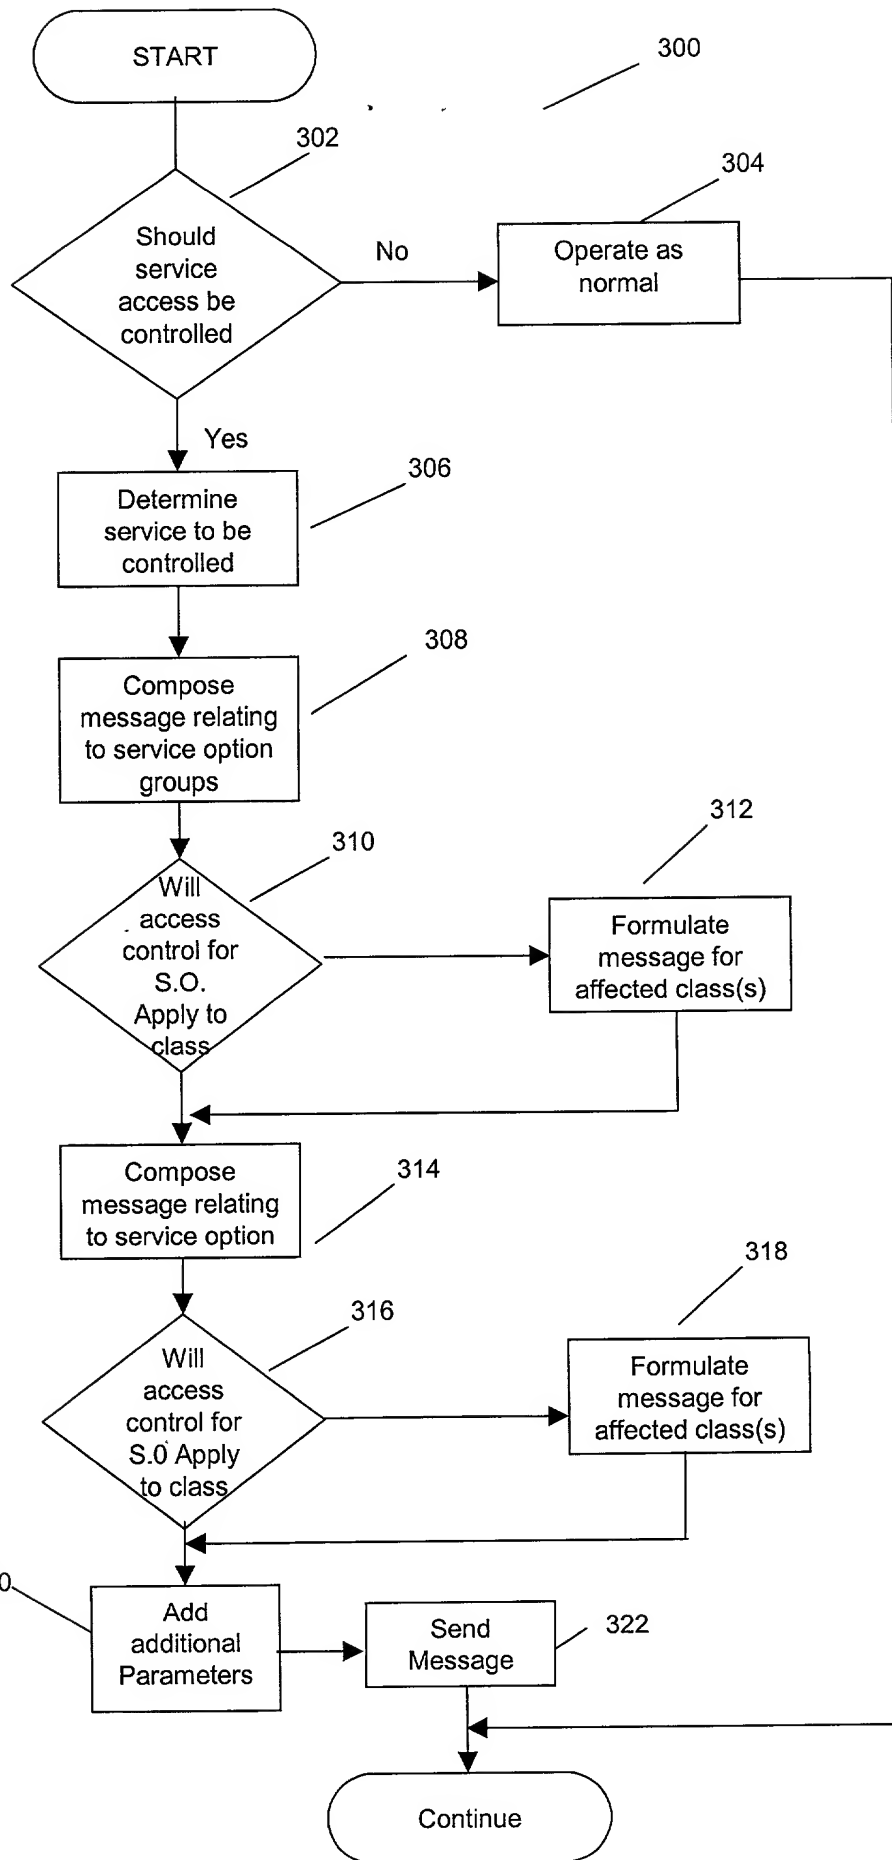 START
300
302
304
Should
service
access be
controlled
No
Operate as
normal
Yes
306
Determine
service to be
controlled
308
Compose
message relating
to service option
groups
310
312
Will
access
control for
S.O.
Apply to
class
Formulate
message for
affected class(s)
314
Compose
message relating
to service option
316
318
Will
access
control for
S.0 Apply
to class
Formulate
message for
affected class(s)
0
Add
additional
Parameters
Send
Message
322
Continue